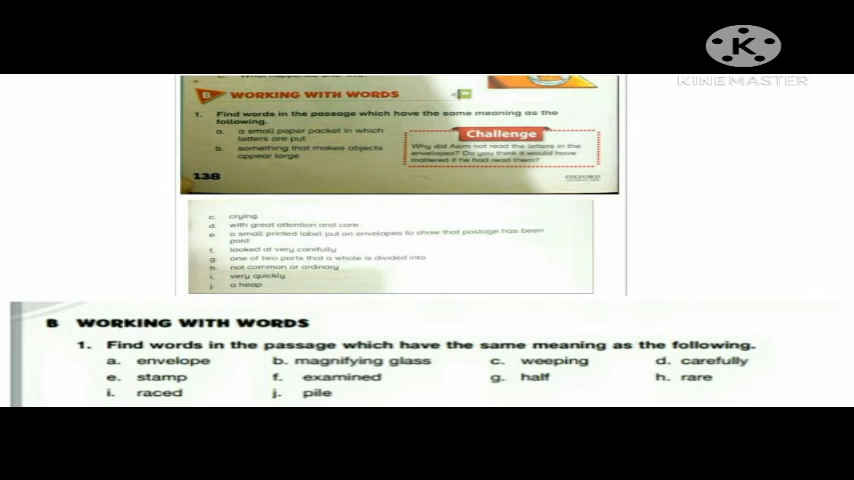 K
KINEMASTER
B WORKING WITH WORDS
1. Find words in the passage which have the same meaning as the
following.
a. a small paper packet in which
letters are put
b. something that makes objects
appear large
Challenge
Why did Asim not read the letters in the
envelopes? Do you think it would have
mattered if he had read them?
138
OXFORD
c. crying
d. with great attention and care
e. a small printed label put on envelopes to show that postage has been
paid
f. looked at very carefully
g. one of two parts that a whole is divided into
h. not common or ordinary
i. very quickly
j. a heap
B WORKING WITH WORDS
1. Find words in the passage which have the same meaning as the following.
a. envelope b. magnifying glass c. weeping d. carefully
e. stamp f. examined g. half h. rare
i. raced j. pile